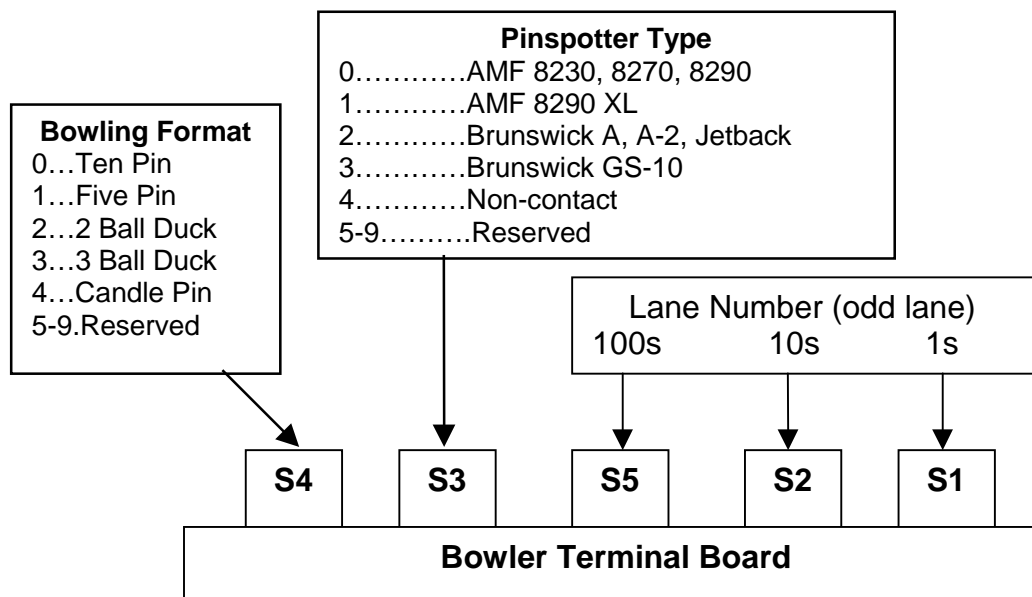 Pinspotter Type
0…………AMF 8230, 8270, 8290
1…………AMF 8290 XL
2…………Brunswick A, A-2, Jetback
3…………Brunswick GS-10
4…………Non-contact
5-9……….Reserved
Bowling Format
0…Ten Pin
1…Five Pin
2…2 Ball Duck
3…3 Ball Duck
4…Candle Pin
5-9.Reserved
Lane Number (odd lane)
100s 10s 1s
S4 S3 S5 S2 S1
Bowler Terminal Board